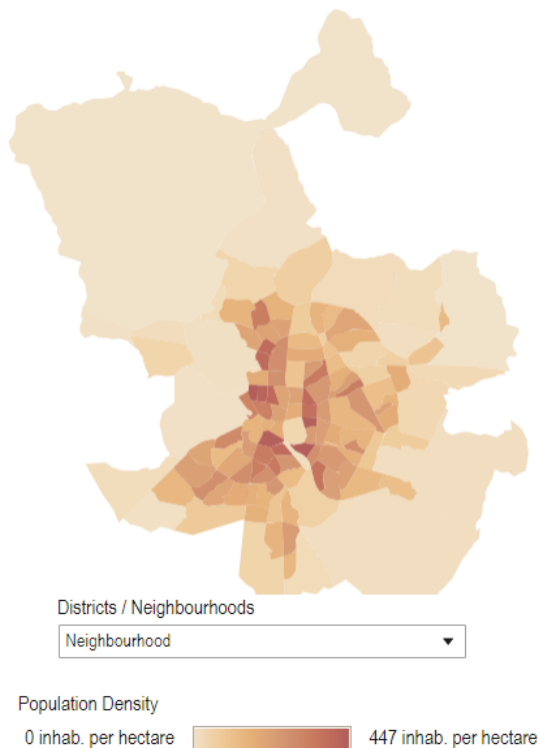 Districts / Neighbourhoods
Neighbourhood
Population Density
0 inhab. per hectare 447 inhab. per hectare